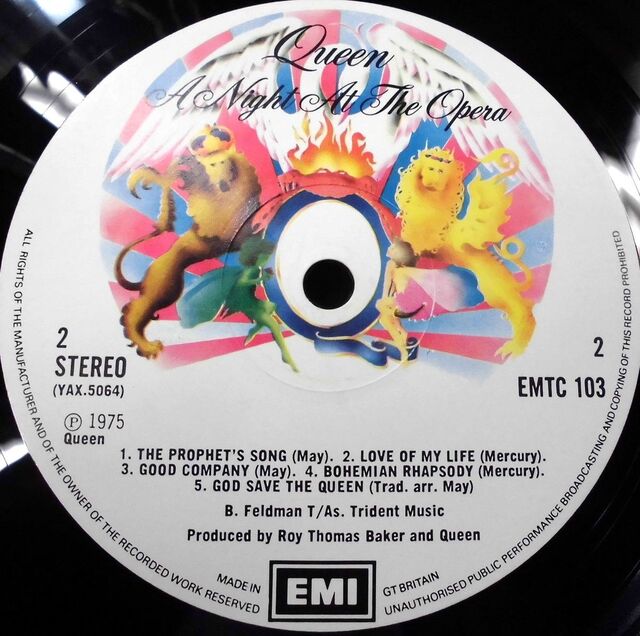 Queen
A Night At The Opera
2
STEREO
(YAX.5064)
2
EMTC 103
Ⓟ 1975
Queen
1. THE PROPHET'S SONG (May). 2. LOVE OF MY LIFE (Mercury).
3. GOOD COMPANY (May). 4. BOHEMIAN RHAPSODY (Mercury).
5. GOD SAVE THE QUEEN (Trad. arr. May)
B. Feldman T/As. Trident Music
Produced by Roy Thomas Baker and Queen
ALL RIGHTS OF THE MANUFACTURER AND OF THE OWNER OF THE RECORDED WORK RESERVED
MADE IN
EMI
GT BRITAIN
UNAUTHORISED PUBLIC PERFORMANCE BROADCASTING AND COPYING OF THIS RECORD PROHIBITED